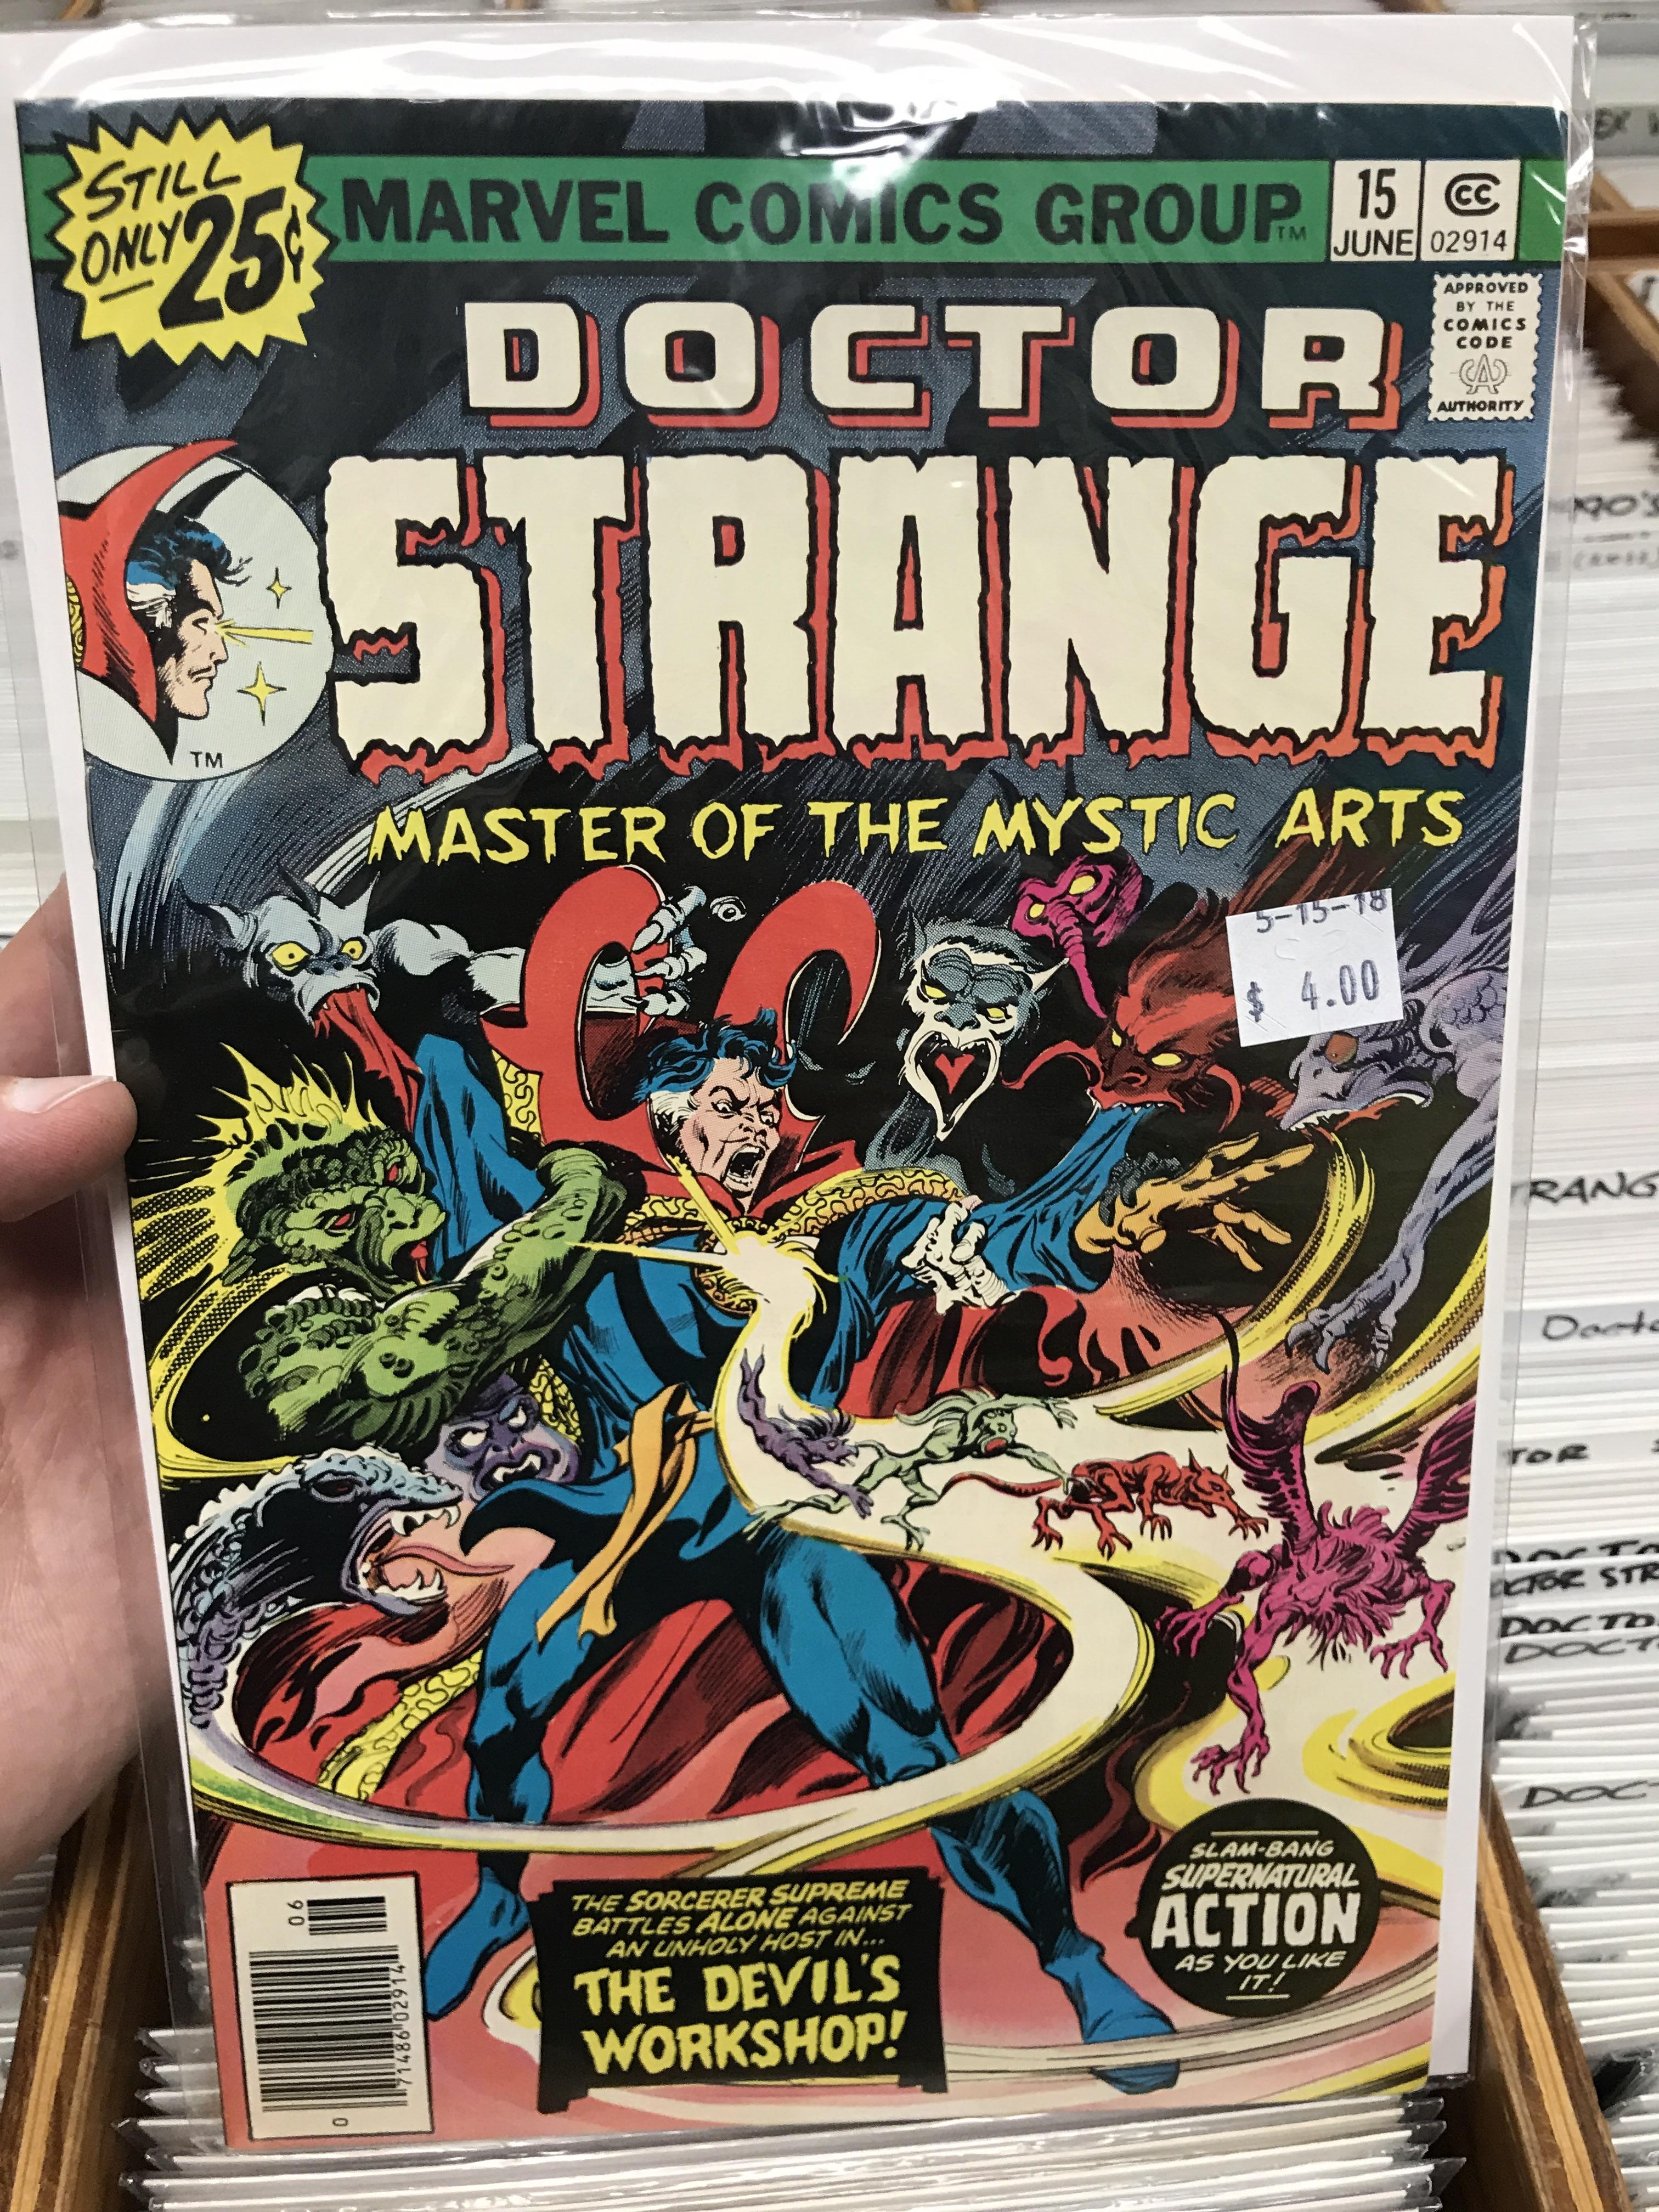 STILL
ONLY 25¢
MARVEL COMICS GROUP™
15
JUNE
CC
02914
APPROVED
BY THE
COMICS
CODE
CA
AUTHORITY
DOCTOR
STRANGE
TM
MASTER OF THE MYSTIC ARTS
5-15-18
$ 4.00
THE SORCERER SUPREME
BATTLES ALONE AGAINST
AN UNHOLY HOST IN...
THE DEVIL'S
WORKSHOP!
SLAM-BANG
SUPERNATURAL
ACTION
AS YOU LIKE
IT!
06
71486 02914
0
DOCTOR STR